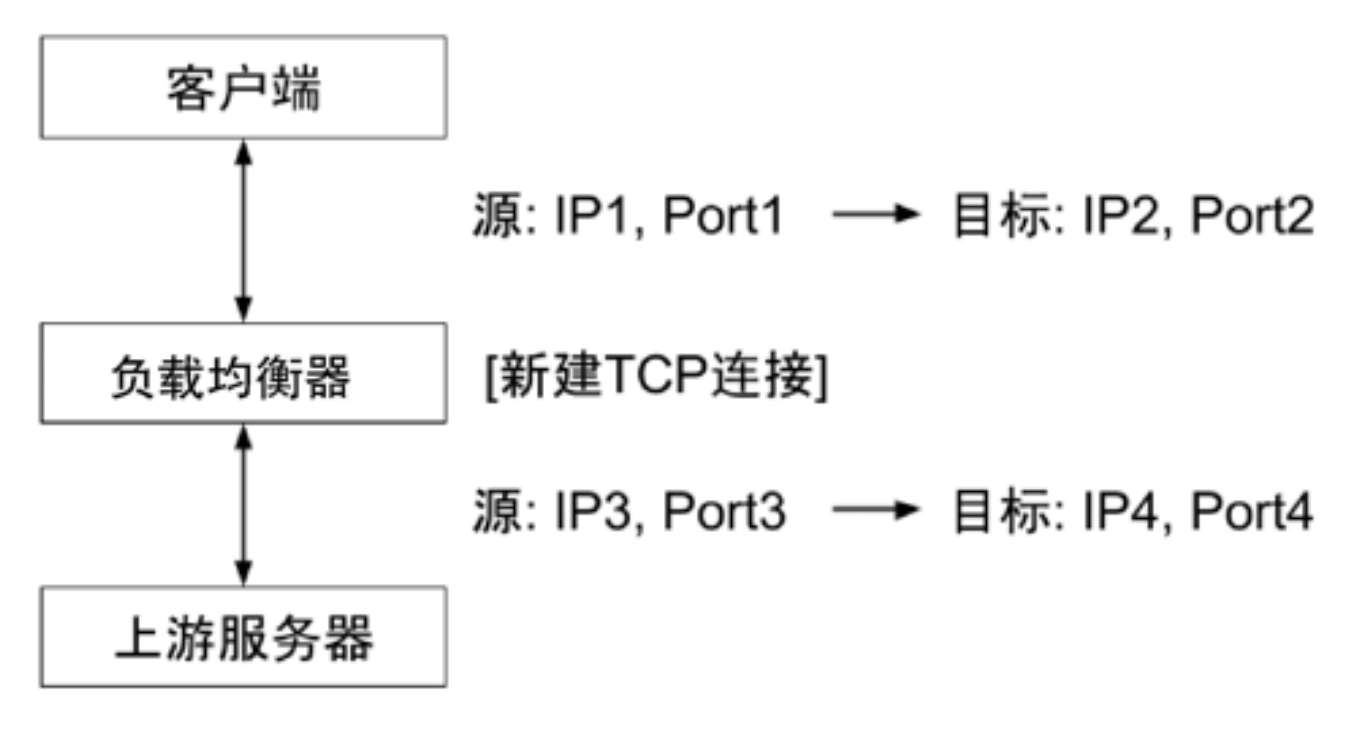 客户端
源: IP1, Port1 → 目标: IP2, Port2
负载均衡器 [新建TCP连接]
源: IP3, Port3 → 目标: IP4, Port4
上游服务器